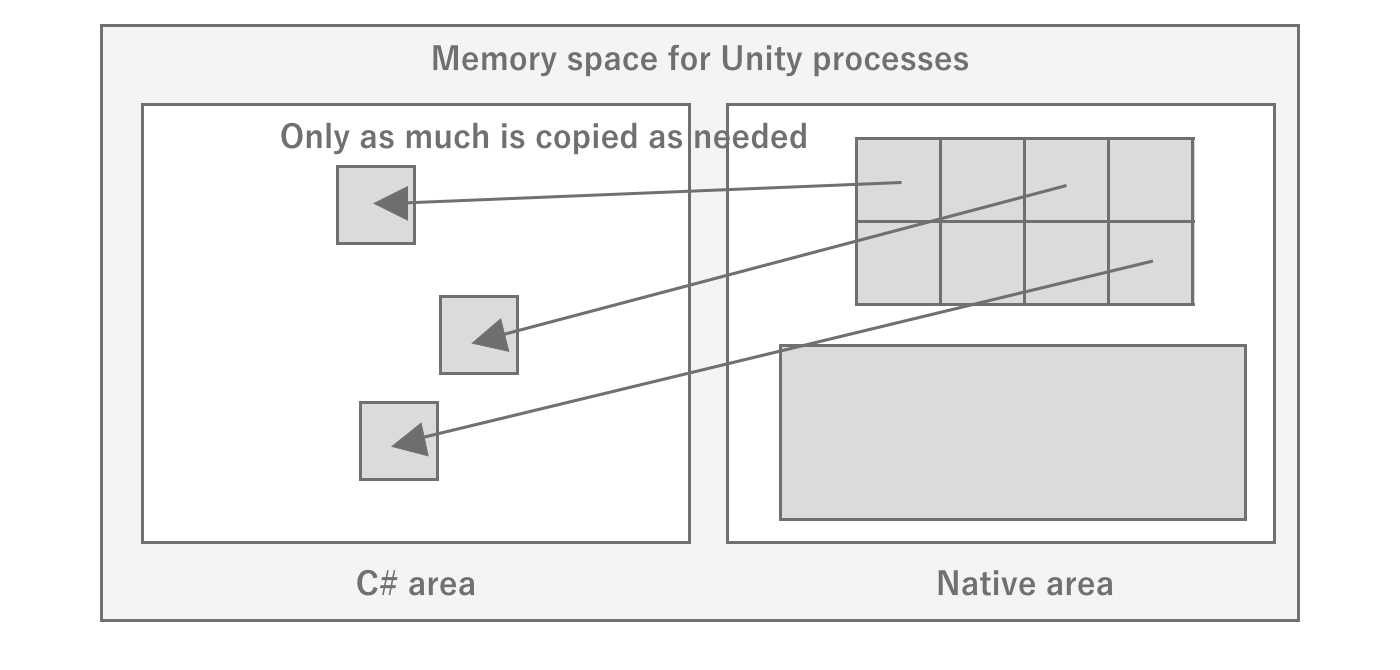 Memory space for Unity processes
Only as much is copied as needed
C# area
Native area